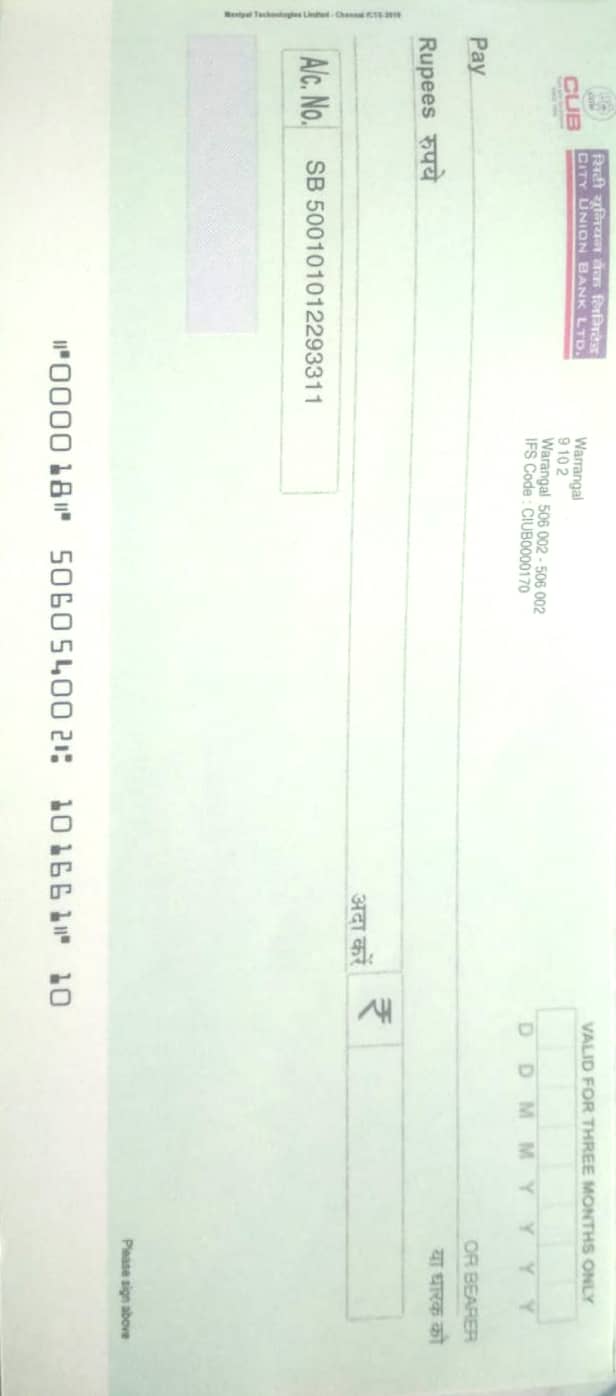 CUB
सिटी यूनियन बैंक लिमिटेड
CITY UNION BANK LTD.
Warrangal
9 10 2
Warangal 506 002 - 506 002
IFS Code : CIUB0000170
VALID FOR THREE MONTHS ONLY
D D M M Y Y Y Y
Pay
OR BEARER
या धारक को
Rupees रुपये
अदा करें ₹
A/c. No. SB 500101012293311
Manipal Technologies Limited - Chennai /CTS-2010
Please sign above
⑈000018⑈ 506054002⑆ 101661⑈ 10